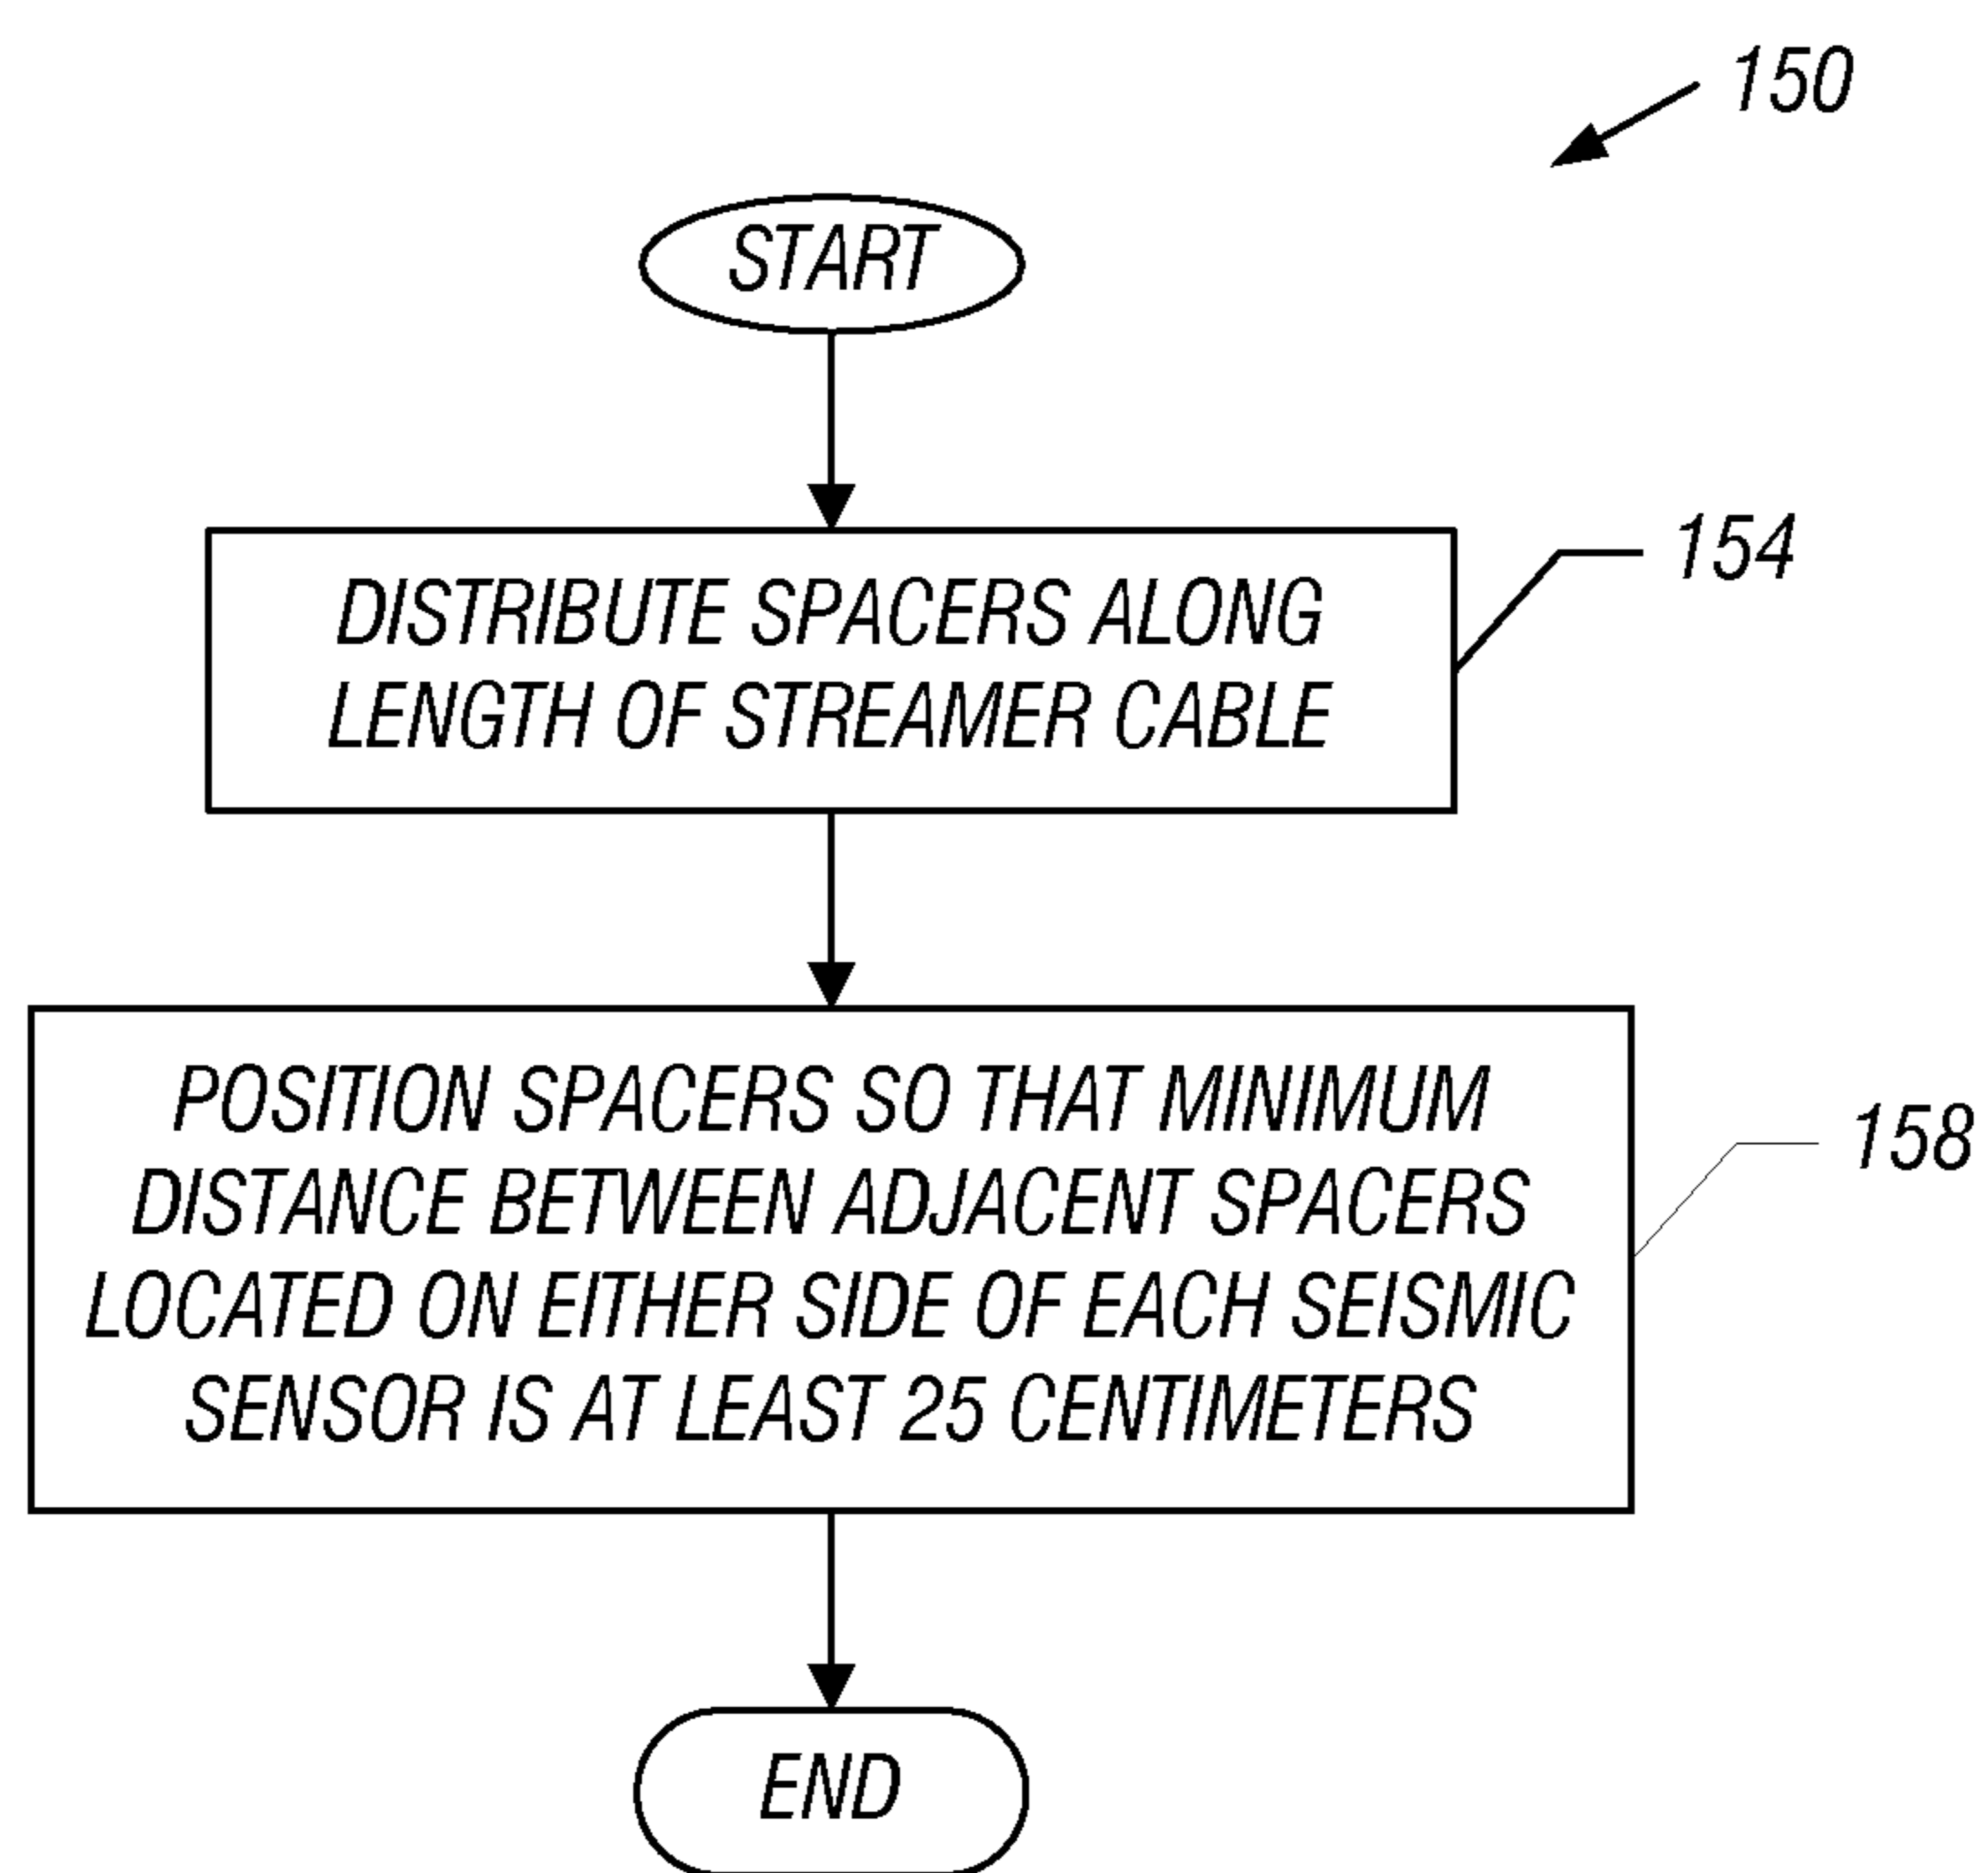 150
START
154
DISTRIBUTE SPACERS ALONG
LENGTH OF STREAMER CABLE
POSITION SPACERS SO THAT MINIMUM
158
DISTANCE BETWEEN ADJACENT SPACERS
LOCATED ON EITHER SIDE OF EACH SEISMIC
SENSOR IS AT LEAST 25 CENTIMETERS
END